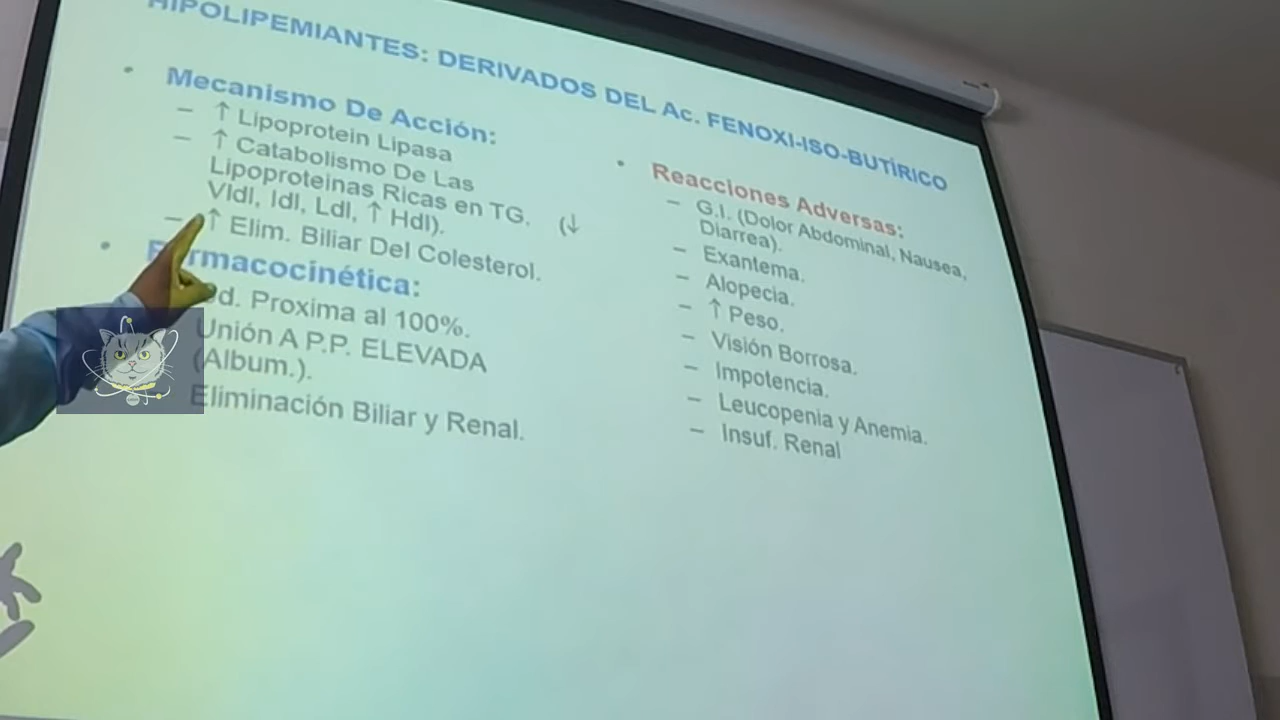 HIPOLIPEMIANTES: DERIVADOS DEL Ac. FENOXI-ISO-BUTÍRICO
• Mecanismo De Acción:
– ↑ Lipoprotein Lipasa
– ↑ Catabolismo De Las
Lipoproteinas Ricas en TG. (↓
Vldl, Idl, Ldl, ↑ Hdl).
– ↑ Elim. Biliar Del Colesterol.
• Farmacocinética:
Proxima al 100%.
Unión A P.P. ELEVADA
(Album.).
Eliminación Biliar y Renal.
• Reacciones Adversas:
– G.I. (Dolor Abdominal, Nausea,
Diarrea).
– Exantema.
– Alopecia.
– ↑ Peso.
– Visión Borrosa.
– Impotencia.
– Leucopenia y Anemia.
– Insuf. Renal